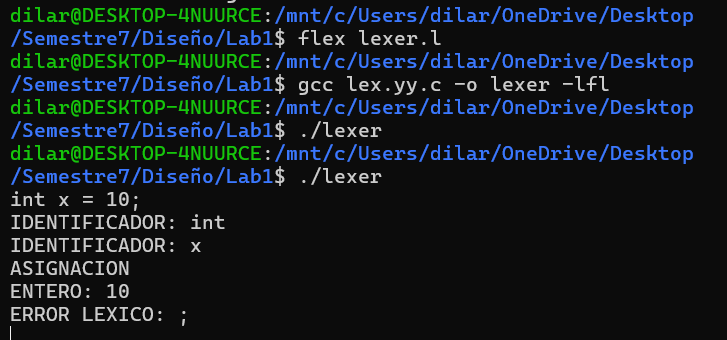 dilar@DESKTOP-4NUURCE:/mnt/c/Users/dilar/OneDrive/Desktop
/Semestre7/Diseño/Lab1$ flex lexer.l
dilar@DESKTOP-4NUURCE:/mnt/c/Users/dilar/OneDrive/Desktop
/Semestre7/Diseño/Lab1$ gcc lex.yy.c -o lexer -lfl
dilar@DESKTOP-4NUURCE:/mnt/c/Users/dilar/OneDrive/Desktop
/Semestre7/Diseño/Lab1$ ./lexer
dilar@DESKTOP-4NUURCE:/mnt/c/Users/dilar/OneDrive/Desktop
/Semestre7/Diseño/Lab1$ ./lexer
int x = 10;
IDENTIFICADOR: int
IDENTIFICADOR: x
ASIGNACION
ENTERO: 10
ERROR LEXICO: ;